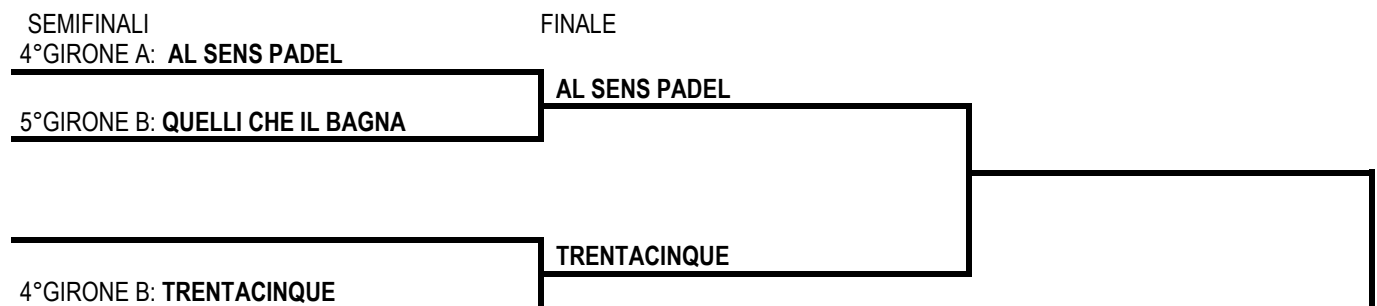 SEMIFINALI FINALE
4°GIRONE A: AL SENS PADEL
AL SENS PADEL
5°GIRONE B: QUELLI CHE IL BAGNA
TRENTACINQUE
4°GIRONE B: TRENTACINQUE